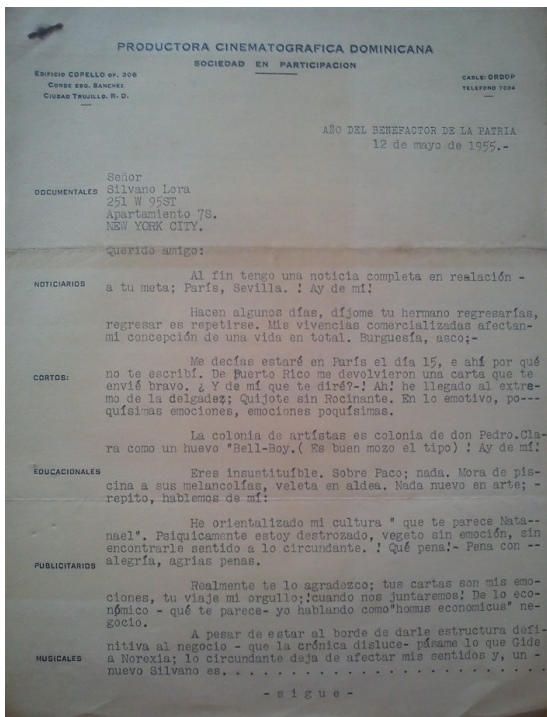 PRODUCTORA CINEMATOGRAFICA DOMINICANA
SOCIEDAD EN PARTICIPACION
EDIFICIO COPELLO OF. 306
CONDE ESQ. SANCHEZ
CIUDAD TRUJILLO, R. D.
CABLE: ORDOP
TELEFONO 7084
AÑO DEL BENEFACTOR DE LA PATRIA
12 de mayo de 1955.-
Señor
DOCUMENTALES Silvano Lora
251 W 95ST
Apartamiento 7S.
NEW YORK CITY.
Querido amigo:
NOTICIARIOS
Al fin tengo una noticia completa en realación -
a tu meta; París, Sevilla. ! Ay de mí!
Hacen algunos días, díjome tu hermano regresarías,
regresar es repetirse. Mis vivencias comercializadas afectan-
mi concepción de una vida en total. Burguesía, asco;-
Me decías estaré en París el día 15, e ahí por qué
CORTOS: no te escribí. De Puerto Rico me devolvieron una carta que te
envié bravo. ¿ Y de mí que te diré?-! Ah! he llegado al extre-
mo de la delgadez; Quijote sin Rocinante. En lo emotivo, po---
quísimas emociones, emociones poquísimas.
La colonia de artístas es colonia de don Pedro.Cla-
ra como un huevo "Bell-Boy.( Es buen mozo el tipo) ! Ay de mí!
EDUCACIONALES Eres insustituíble. Sobre Paco; nada. Mora de pis-
cina a sus melancolías, veleta en aldea. Nada nuevo en arte; -
repito, hablemos de mí:
He orientalizado mi cultura " que te parece Nata--
nael". Psiquicamente estoy destrozado, vegeto sin emoción, sin
encontrarle sentido a lo circundante. ! Qué pena!- Pena con --
PUBLICITARIOS alegría, agrias penas.
Realmente te lo agradezco; tus cartas son mis emo-
ciones, tu viaje mi orgullo;!cuando nos juntaremos! De lo eco-
nómico - qué te parece- yo hablando como"homus economicus" ne-
gocio.
A pesar de estar al borde de darle estructura defi-
nitiva al negocio - que la crónica disluce- pásame lo que Gide
MUSICALES a Norexia; lo circundante deja de afectar mis sentidos y, un -
nuevo Silvano es. . . . . . . . . . . . . . . . . . . . . . .
- s i g u e -